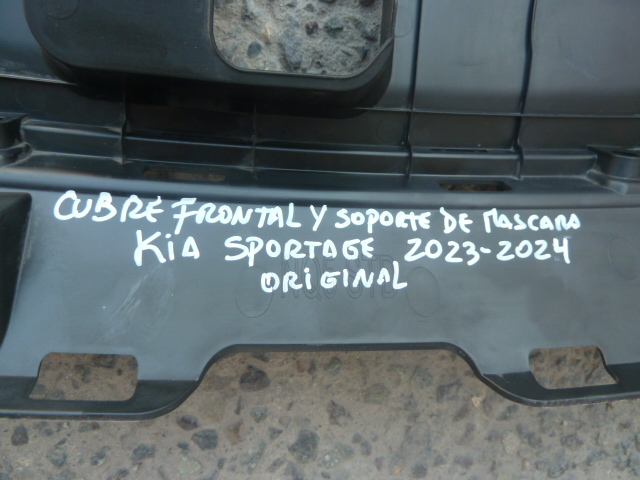 CUBRE FRONTAL Y SOPORTE DE MASCARA
KiA SPORTAGE 2023-2024
ORIGINAL